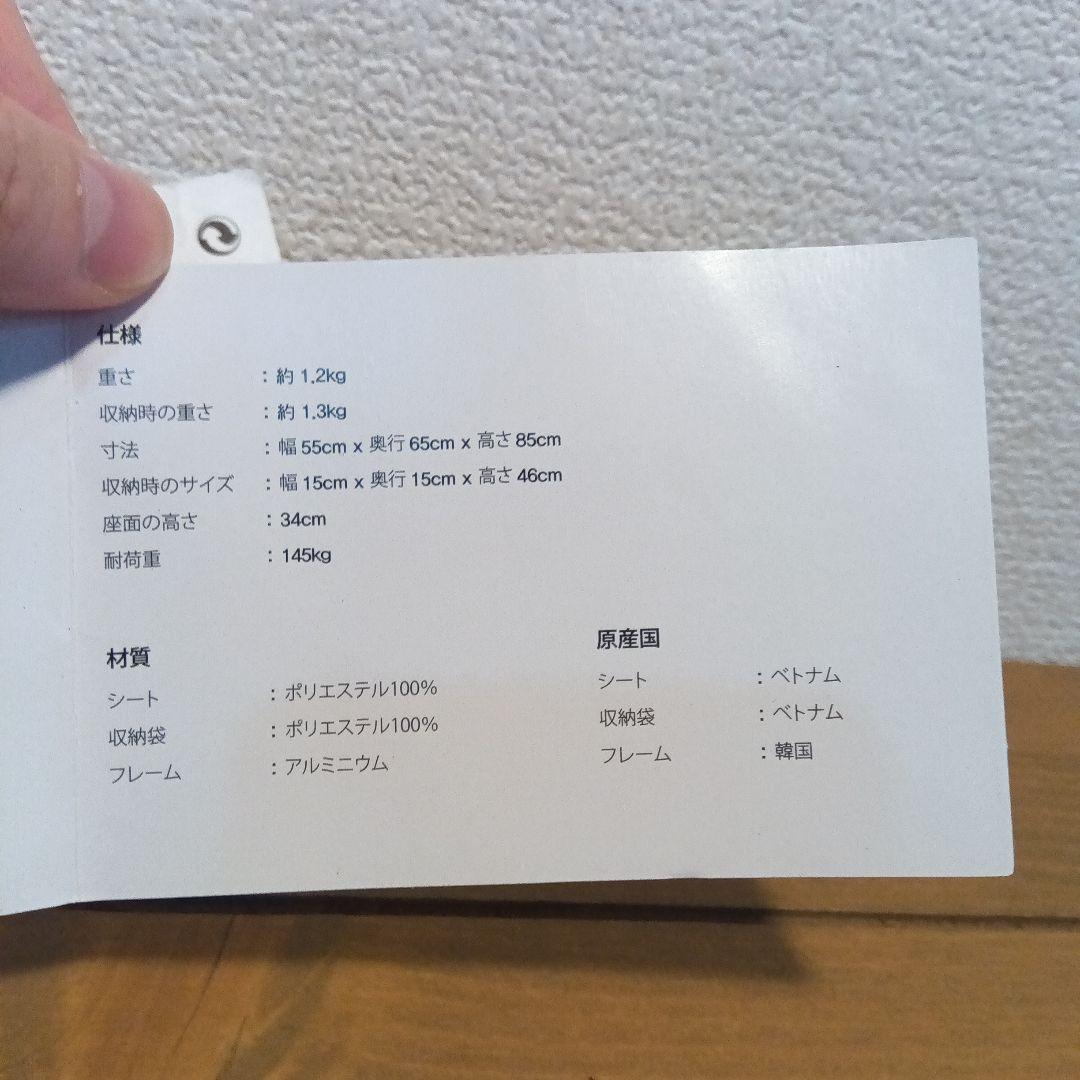 仕様
重さ : 約 1.2kg
収納時の重さ : 約 1.3kg
寸法 : 幅 55cm x 奥行 65cm x 高さ 85cm
収納時のサイズ : 幅 15cm x 奥行 15cm x 高さ 46cm
座面の高さ : 34cm
耐荷重 : 145kg
材質
シート : ポリエステル100%
収納袋 : ポリエステル100%
フレーム : アルミニウム
原産国
シート : ベトナム
収納袋 : ベトナム
フレーム : 韓国